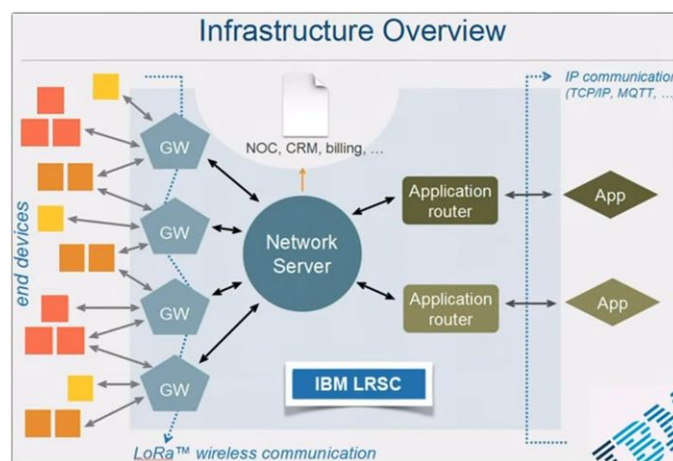 Infrastructure Overview
IP communication
(TCP/IP, MQTT, ...)
NOC, CRM, billing, ...
GW
GW
GW
GW
end devices
Network
Server
Application
router
App
Application
router
App
IBM LRSC
LoRa™ wireless communication
IBM